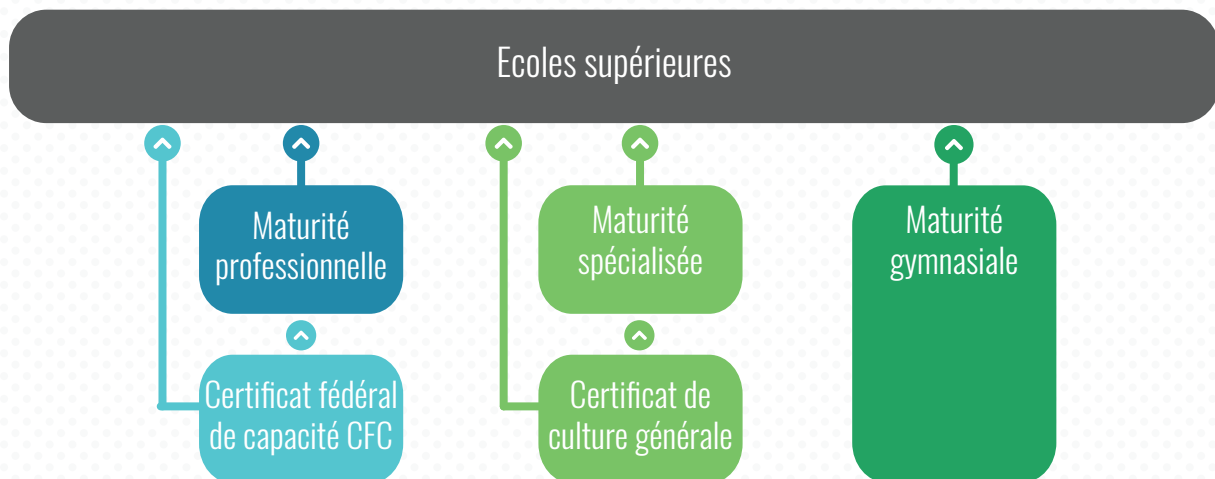 Ecoles supérieures
Maturité
professionnelle
Maturité
spécialisée
Maturité
gymnasiale
Certificat fédéral
de capacité CFC
Certificat de
culture générale